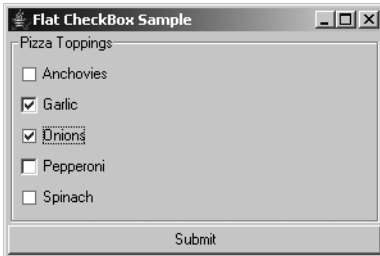 Flat CheckBox Sample
Pizza Toppings
Anchovies
Garlic
Onions
Pepperoni
Spinach
Submit